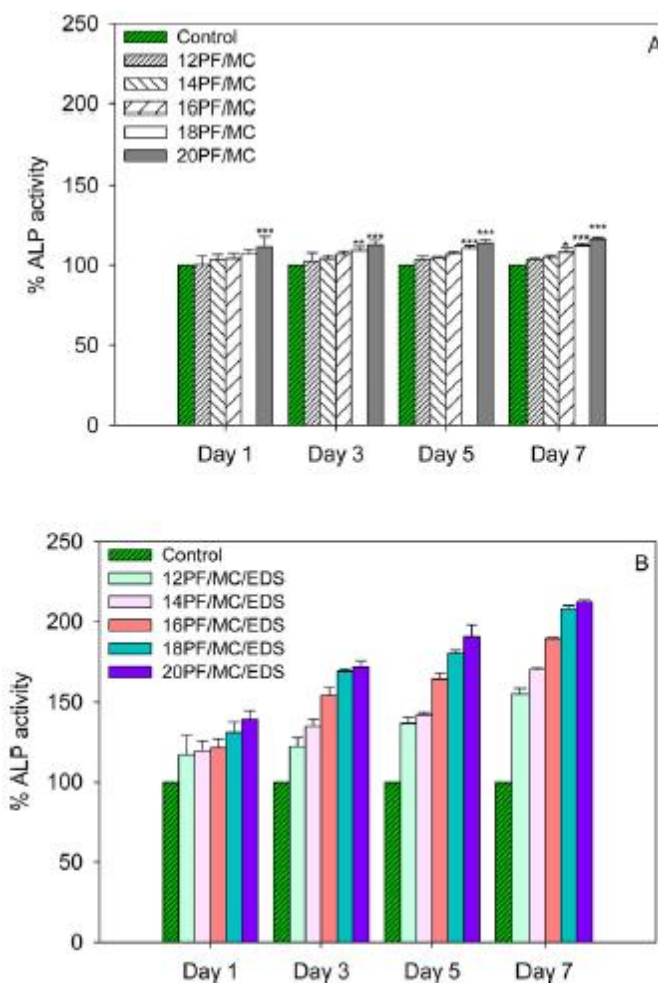 250
200
150
100
50
0
% ALP activity
A
Control
12PF/MC
14PF/MC
16PF/MC
18PF/MC
20PF/MC
***
** ***
*** ***
* *** ***
Day 1 Day 3 Day 5 Day 7
250
200
150
100
50
0
% ALP activity
B
Control
12PF/MC/EDS
14PF/MC/EDS
16PF/MC/EDS
18PF/MC/EDS
20PF/MC/EDS
Day 1 Day 3 Day 5 Day 7